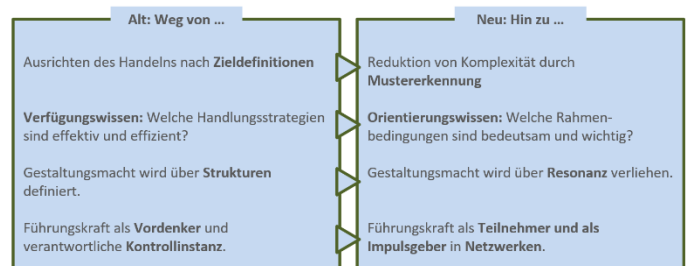 Alt: Weg von ...
Ausrichten des Handelns nach Zieldefinitionen
Verfügungswissen: Welche Handlungsstrategien
sind effektiv und effizient?
Gestaltungsmacht wird über Strukturen
definiert.
Führungskraft als Vordenker und
verantwortliche Kontrollinstanz.
Neu: Hin zu ...
Reduktion von Komplexität durch
Mustererkennung
Orientierungswissen: Welche Rahmen-
bedingungen sind bedeutsam und wichtig?
Gestaltungsmacht wird über Resonanz verliehen.
Führungskraft als Teilnehmer und als
Impulsgeber in Netzwerken.